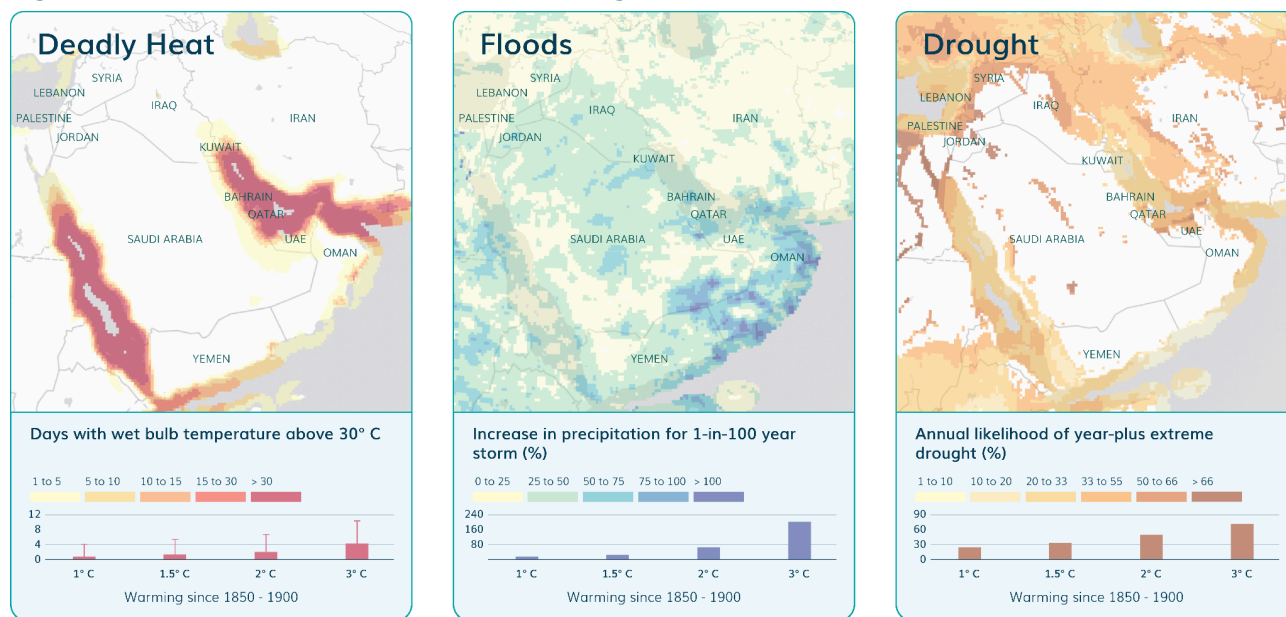 Deadly Heat
SYRIA
LEBANON
IRAQ
PALESTINE
IRAN
JORDAN
KUWAIT
BAHRAIN
QATAR
SAUDI ARABIA
UAE
OMAN
YEMEN
Days with wet bulb temperature above 30° C
1 to 5 5 to 10 10 to 15 15 to 30 > 30
12
8
4
0
1° C 1.5° C 2° C 3° C
Warming since 1850 - 1900
Floods
SYRIA
LEBANON
IRAQ
PALESTINE
IRAN
JORDAN
KUWAIT
BAHRAIN
QATAR
SAUDI ARABIA
UAE
OMAN
YEMEN
Increase in precipitation for 1-in-100 year
storm (%)
0 to 25 25 to 50 50 to 75 75 to 100 > 100
240
160
80
1° C 1.5° C 2° C 3° C
Warming since 1850 - 1900
Drought
SYRIA
LEBANON
IRAQ
PALESTINE
IRAN
JORDAN
KUWAIT
BAHRAIN
QATAR
UAE
SAUDI ARABIA
OMAN
YEMEN
Annual likelihood of year-plus extreme
drought (%)
1 to 10 10 to 20 20 to 33 33 to 55 50 to 66 > 66
90
60
30
0
1° C 1.5° C 2° C 3° C
Warming since 1850 - 1900